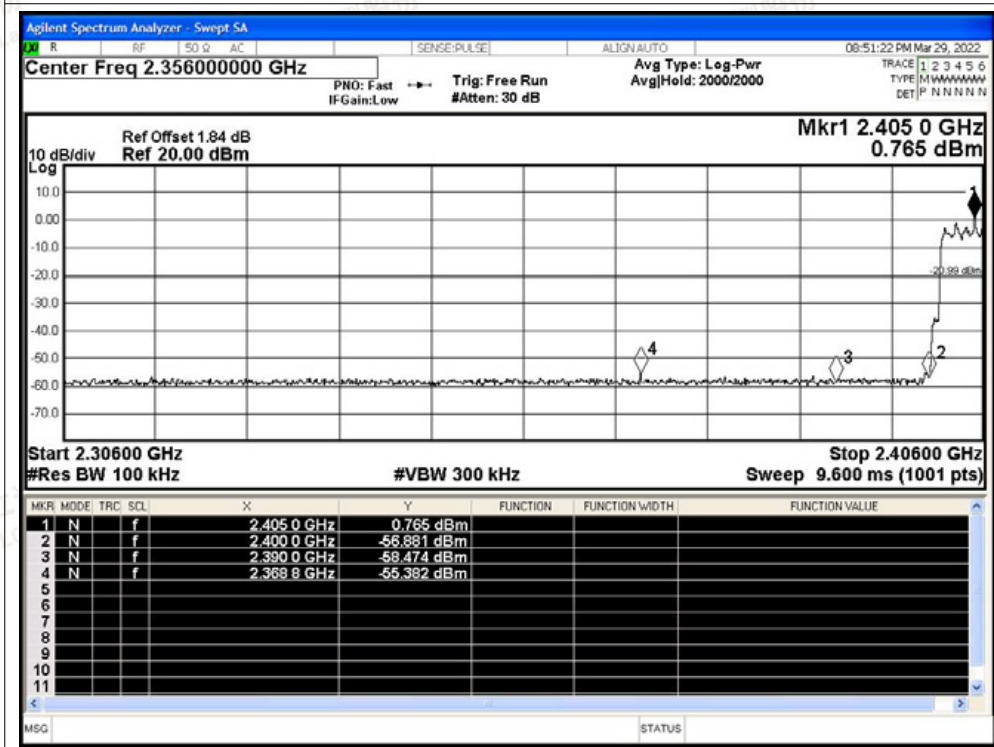 Agilent Spectrum Analyzer - Swept SA
LXI R RF 50 Ω AC SENSE:PULSE ALIGN AUTO 08:51:22 PM Mar 29, 2022
Center Freq 2.356000000 GHz Avg Type: Log-Pwr TRACE 1 2 3 4 5 6
PNO: Fast Trig: Free Run Avg|Hold: 2000/2000 TYPE M WWWWW
IFGain:Low #Atten: 30 dB DET P N N N N N
Mkr1 2.405 0 GHz
Ref Offset 1.84 dB
10 dB/div Ref 20.00 dBm 0.765 dBm
Log
10.0
1
0.00
-10.0
-20.0 -20.99 dBm
-30.0
-40.0
-50.0 4 3 2
-60.0
-70.0
Start 2.30600 GHz Stop 2.40600 GHz
#Res BW 100 kHz #VBW 300 kHz Sweep 9.600 ms (1001 pts)
MKR MODE TRC SCL X Y FUNCTION FUNCTION WIDTH FUNCTION VALUE
1 N f 2.405 0 GHz 0.765 dBm
2 N f 2.400 0 GHz -56.881 dBm
3 N f 2.390 0 GHz -58.474 dBm
4 N f 2.368 8 GHz -55.382 dBm
5
6
7
8
9
10
11
MSG STATUS